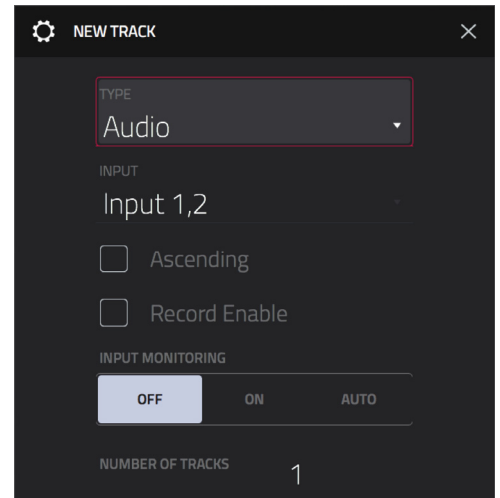 NEW TRACK
TYPE
Audio
INPUT
Input 1,2
Ascending
Record Enable
INPUT MONITORING
OFF ON AUTO
NUMBER OF TRACKS 1